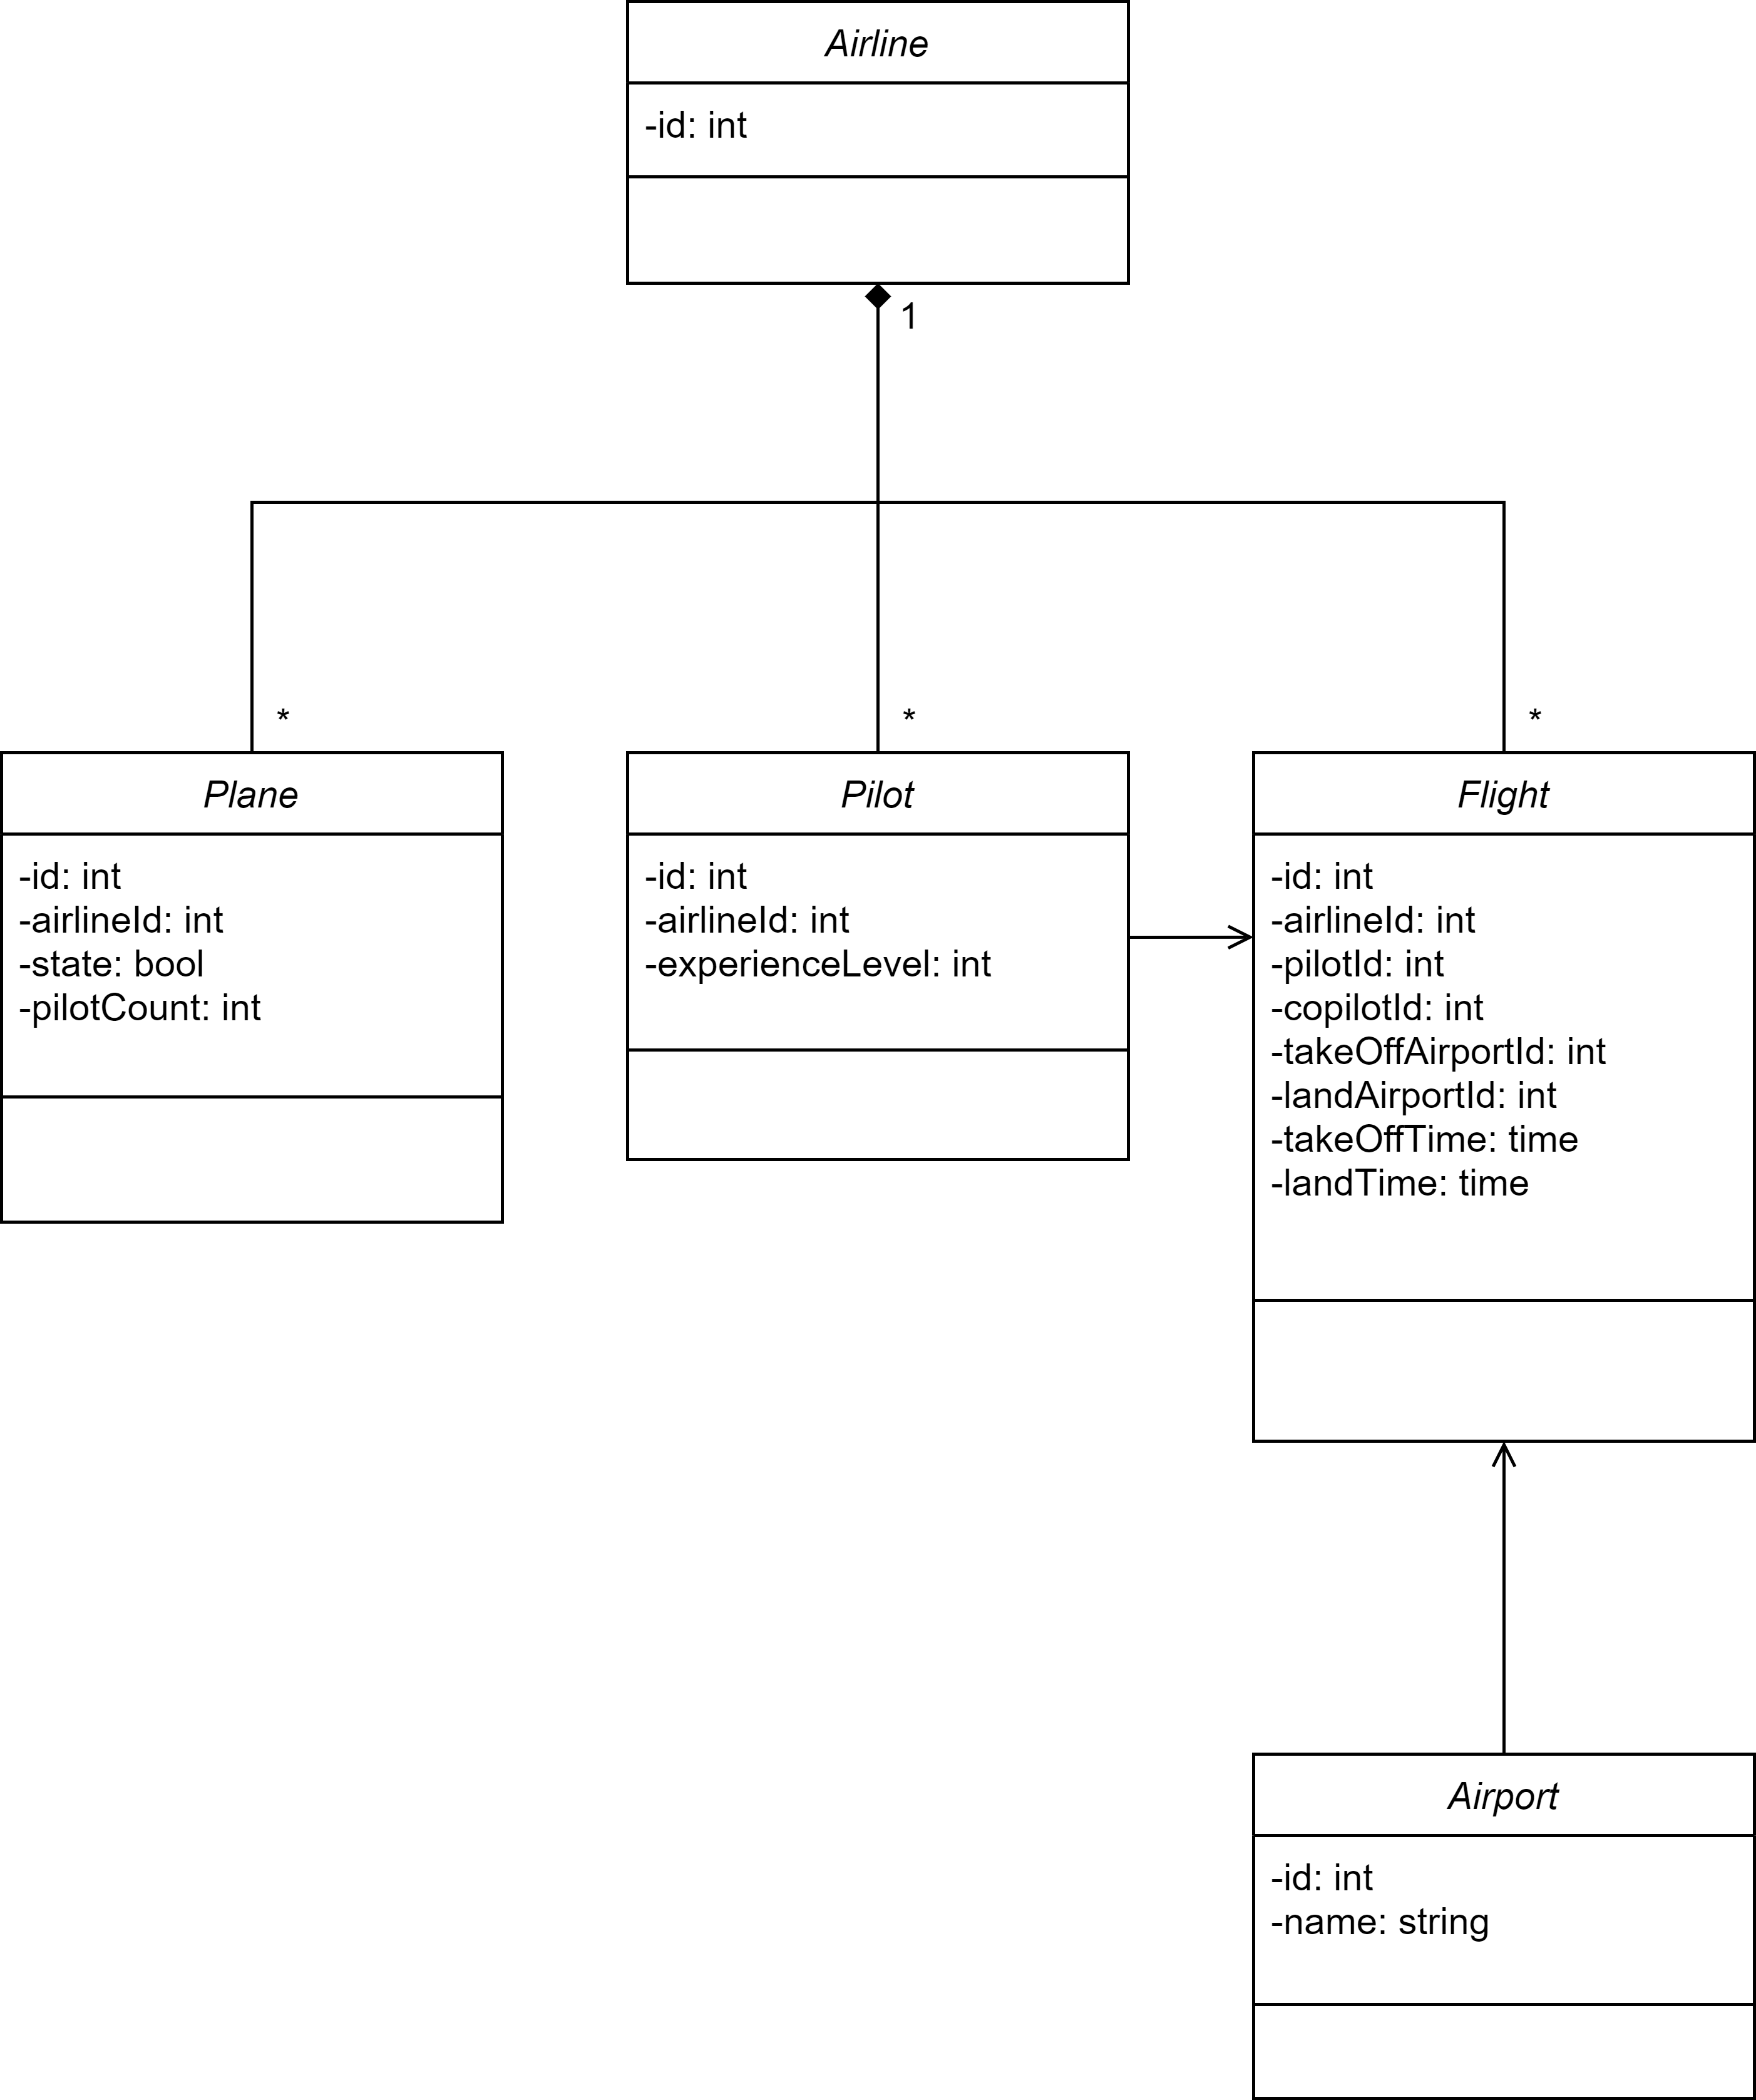 Airline
-id: int
1
*
*
*
Plane
-id: int
-airlineId: int
-state: bool
-pilotCount: int
Pilot
-id: int
-airlineId: int
-experienceLevel: int
Flight
-id: int
-airlineId: int
-pilotId: int
-copilotId: int
-takeOffAirportId: int
-landAirportId: int
-takeOffTime: time
-landTime: time
Airport
-id: int
-name: string